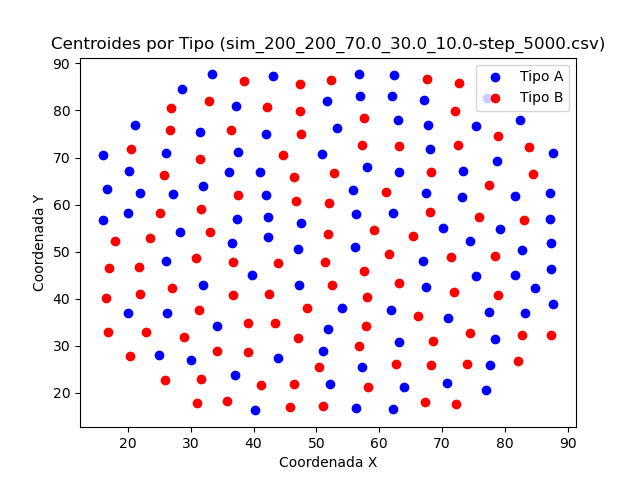 Centroides por Tipo (sim_200_200_70.0_30.0_10.0-step_5000.csv)
Tipo A
Tipo B
90
80
70
60
50
40
30
20
Coordenada Y
20 30 40 50 60 70 80 90
Coordenada X